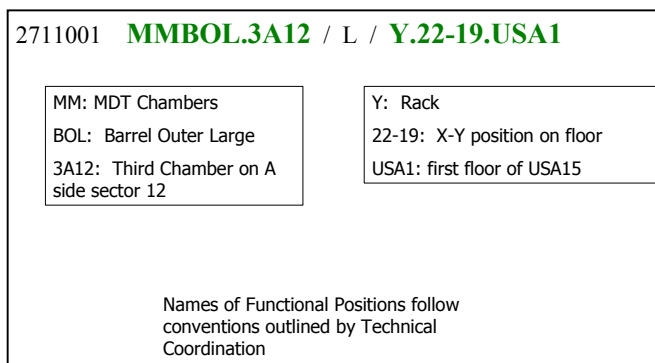 2711001 MMBOL.3A12 / L / Y.22-19.USA1
MM: MDT Chambers
BOL: Barrel Outer Large
3A12: Third Chamber on A
side sector 12
Y: Rack
22-19: X-Y position on floor
USA1: first floor of USA15
Names of Functional Positions follow
conventions outlined by Technical
Coordination